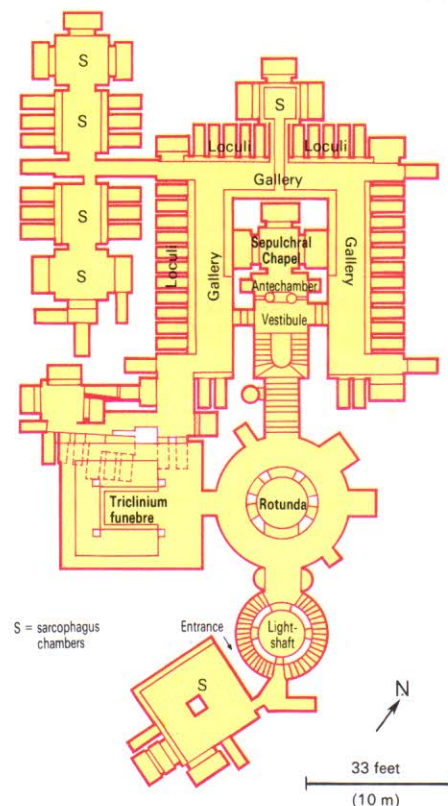 S
S
S
Loculi
Loculi
Gallery
S
Sepulchral
Chapel
Loculi
Gallery
Gallery
S
Antechamber
Vestibule
Triclinium
funebre
Rotunda
S = sarcophagus
chambers
Entrance
Light-
shaft
S
N
33 feet
(10 m)